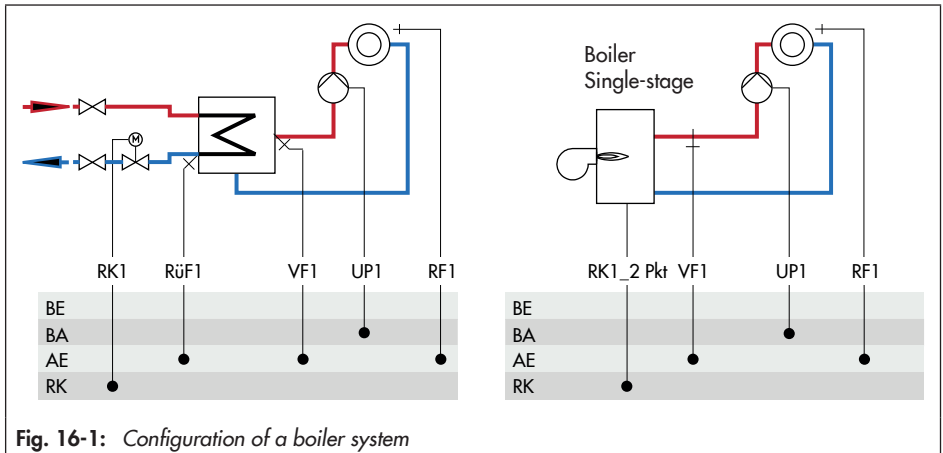 Boiler
Single-stage
M
RK1 RüF1 VF1 UP1 RF1
BE
BA
AE
RK
RK1_2 Pkt VF1 UP1 RF1
BE
BA
AE
RK
Fig. 16-1: Configuration of a boiler system